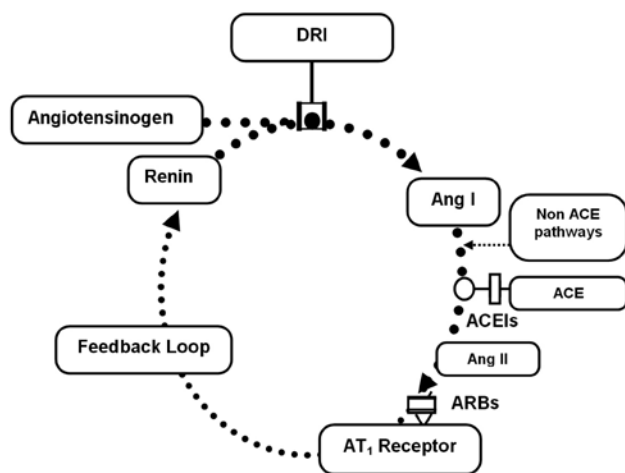 DRI
Angiotensinogen
Renin
Ang I
Non ACE
pathways
ACE
ACEIs
Ang II
Feedback Loop
ARBs
AT₁ Receptor